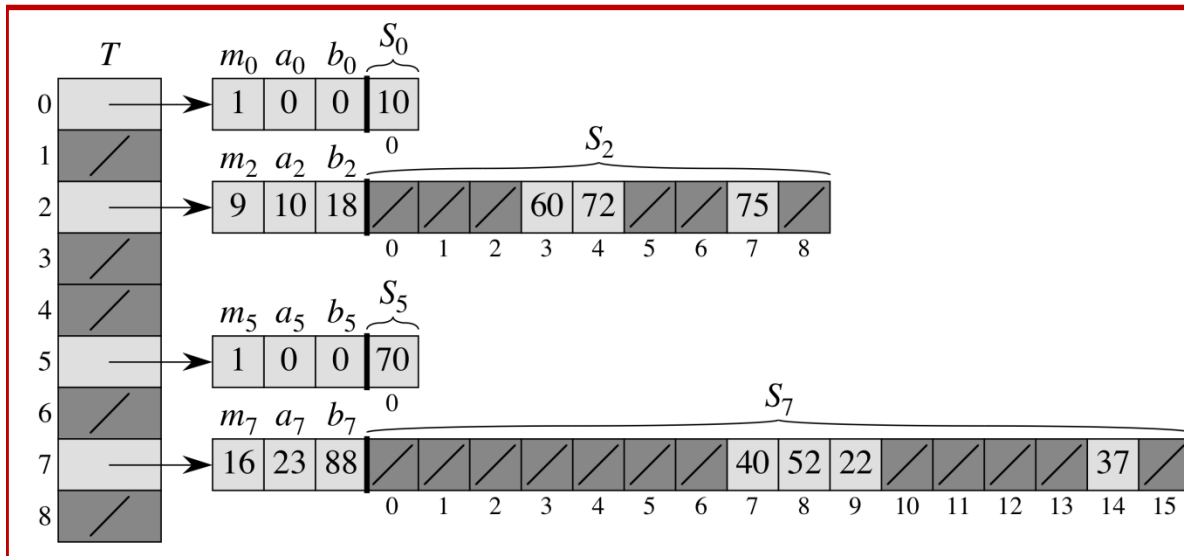 T
m₀ a₀ b₀ S₀
0 1 0 0 10
0
1
m₂ a₂ b₂ S₂
2 9 10 18 60 72 75
0 1 2 3 4 5 6 7 8
3
4
m₅ a₅ b₅ S₅
5 1 0 0 70
0
6
m₇ a₇ b₇ S₇
7 16 23 88 40 52 22 37
0 1 2 3 4 5 6 7 8 9 10 11 12 13 14 15
8